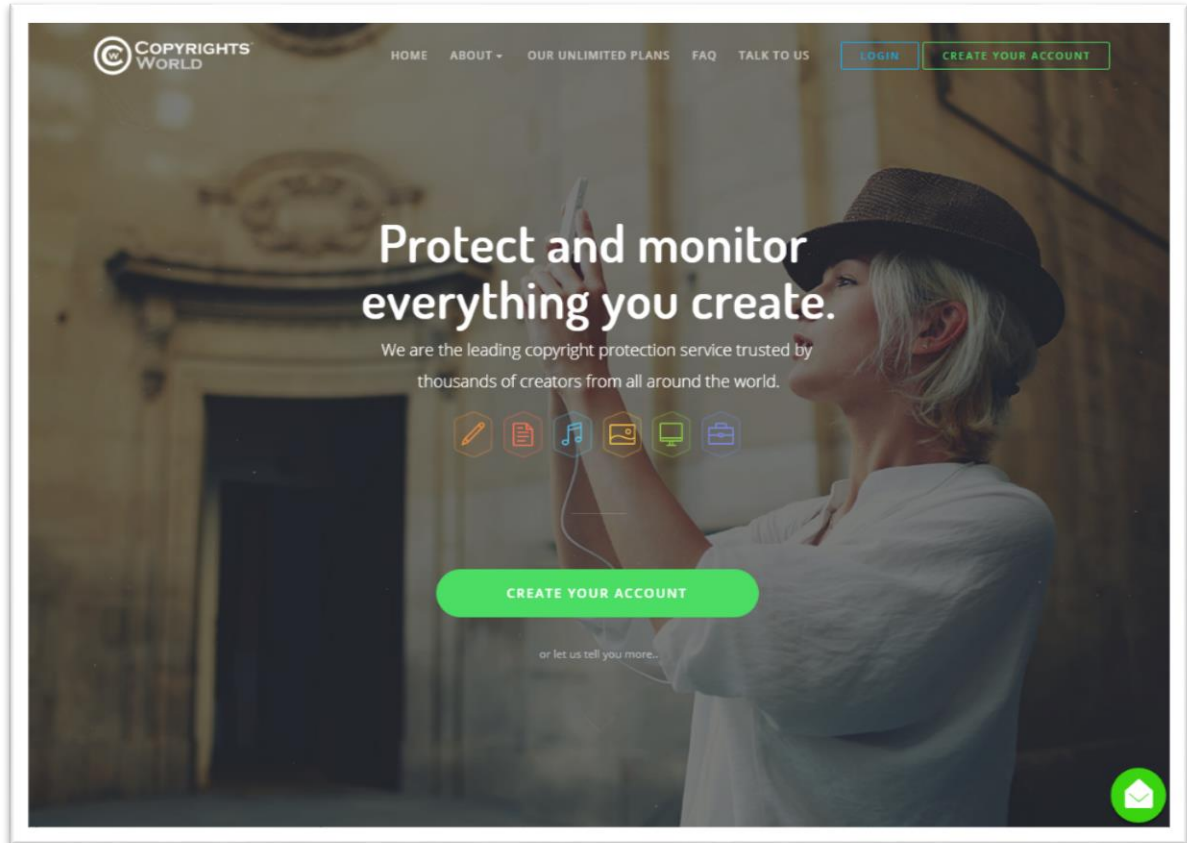 COPYRIGHTS
WORLD
HOME ABOUT OUR UNLIMITED PLANS FAQ TALK TO US LOGIN CREATE YOUR ACCOUNT
Protect and monitor
everything you create.
We are the leading copyright protection service trusted by
thousands of creators from all around the world.
CREATE YOUR ACCOUNT
or let us tell you more..